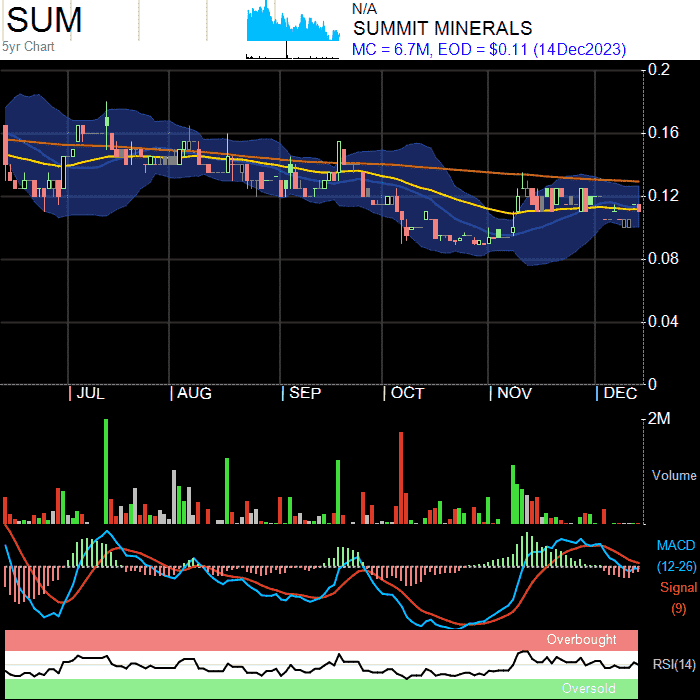 SUM
5yr Chart
N/A
SUMMIT MINERALS
MC = 6.7M, EOD = $0.11 (14Dec2023)
0.2
0.16
0.12
0.08
0.04
0
JUL
AUG
SEP
OCT
NOV
DEC
2M
Volume
MACD
(12-26)
Signal
(9)
Overbought
RSI(14)
Oversold